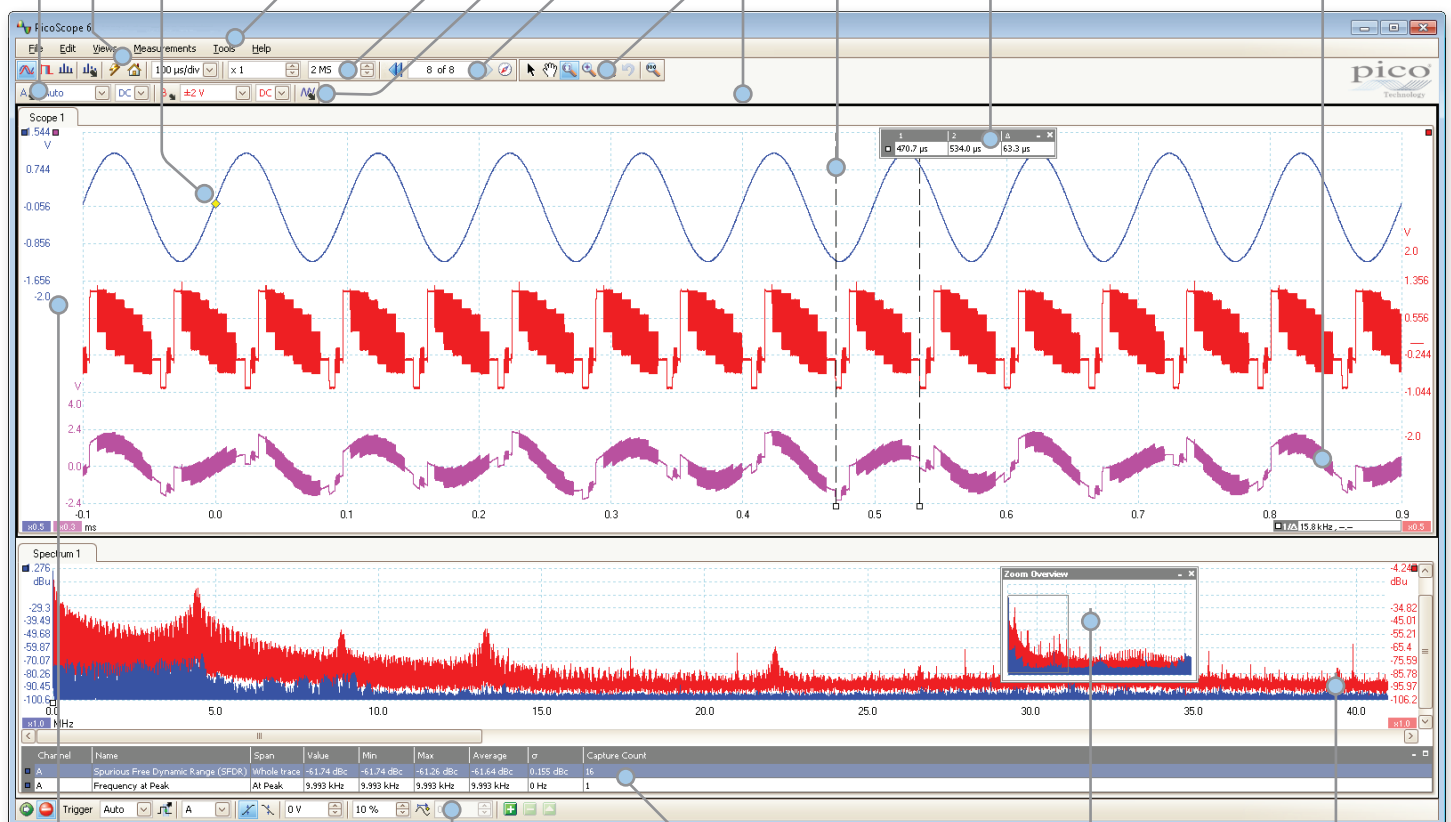 PicoScope 6
File Edit Views Measurements Tools Help
100 µs/div x 1 2 MS 8 of 8
pico
Technology
A Auto DC B ±2 V DC
Scope 1
1.544
V
0.744
-0.056
-0.856
-1.656
-2.0
V
4.0
2.4
0.0
-2.4
1 2 Δ
470.7 µs 534.0 µs 63.3 µs
V
2.0
1.356
0.556
-0.244
-1.044
-2.0
-0.1 0.0 0.1 0.2 0.3 0.4 0.5 0.6 0.7 0.8 0.9
x0.5 x0.3 ms
1/Δ 15.8 kHz , --.--
x0.5
Spectrum 1
1.276
dBu
-29.3
-39.49
-49.68
-59.87
-70.07
-80.26
-90.45
-100.6
Zoom Overview
-4.24
dBu
-34.82
-45.01
-55.21
-65.4
-75.59
-85.78
-95.97
-106.2
0.0 5.0 10.0 15.0 20.0 25.0 30.0 35.0 40.0
x1.0 MHz
x1.0
Channel Name Span Value Min Max Average σ Capture Count
A Spurious Free Dynamic Range (SFDR) Whole trace -61.74 dBc -61.74 dBc -61.26 dBc -61.64 dBc 0.155 dBc 16
A Frequency at Peak At Peak 9.993 kHz 9.993 kHz 9.993 kHz 9.993 kHz 0 Hz 1
Trigger Auto A 0 V 10 %